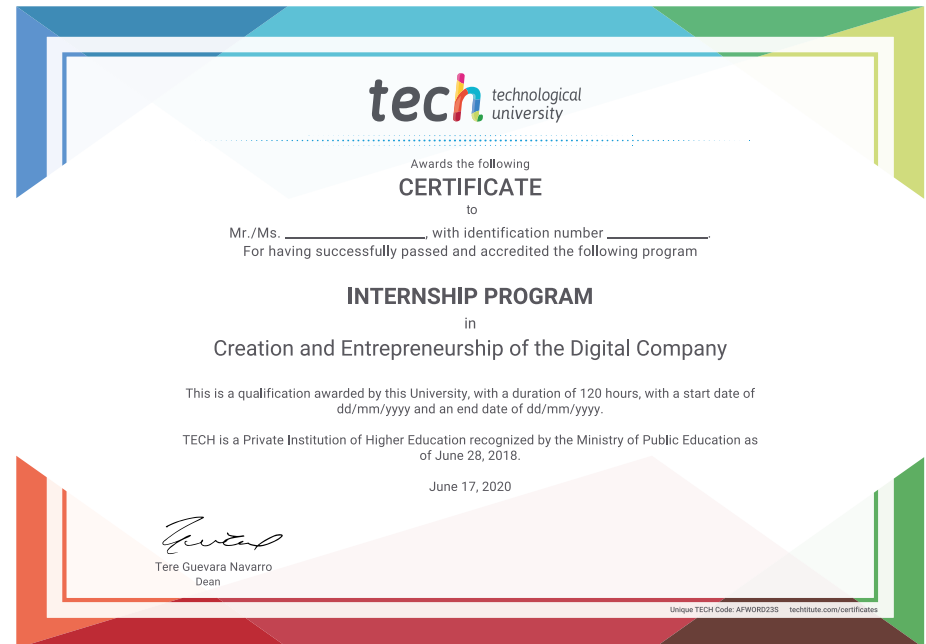 tech technological
university
Awards the following
CERTIFICATE
to
Mr./Ms. ____________________, with identification number ______________.
For having successfully passed and accredited the following program
INTERNSHIP PROGRAM
in
Creation and Entrepreneurship of the Digital Company
This is a qualification awarded by this University, with a duration of 120 hours, with a start date of
dd/mm/yyyy and an end date of dd/mm/yyyy.
TECH is a Private Institution of Higher Education recognized by the Ministry of Public Education as
of June 28, 2018.
June 17, 2020
Tere Guevara Navarro
Dean
Unique TECH Code: AFWORD23S techtitute.com/certificates